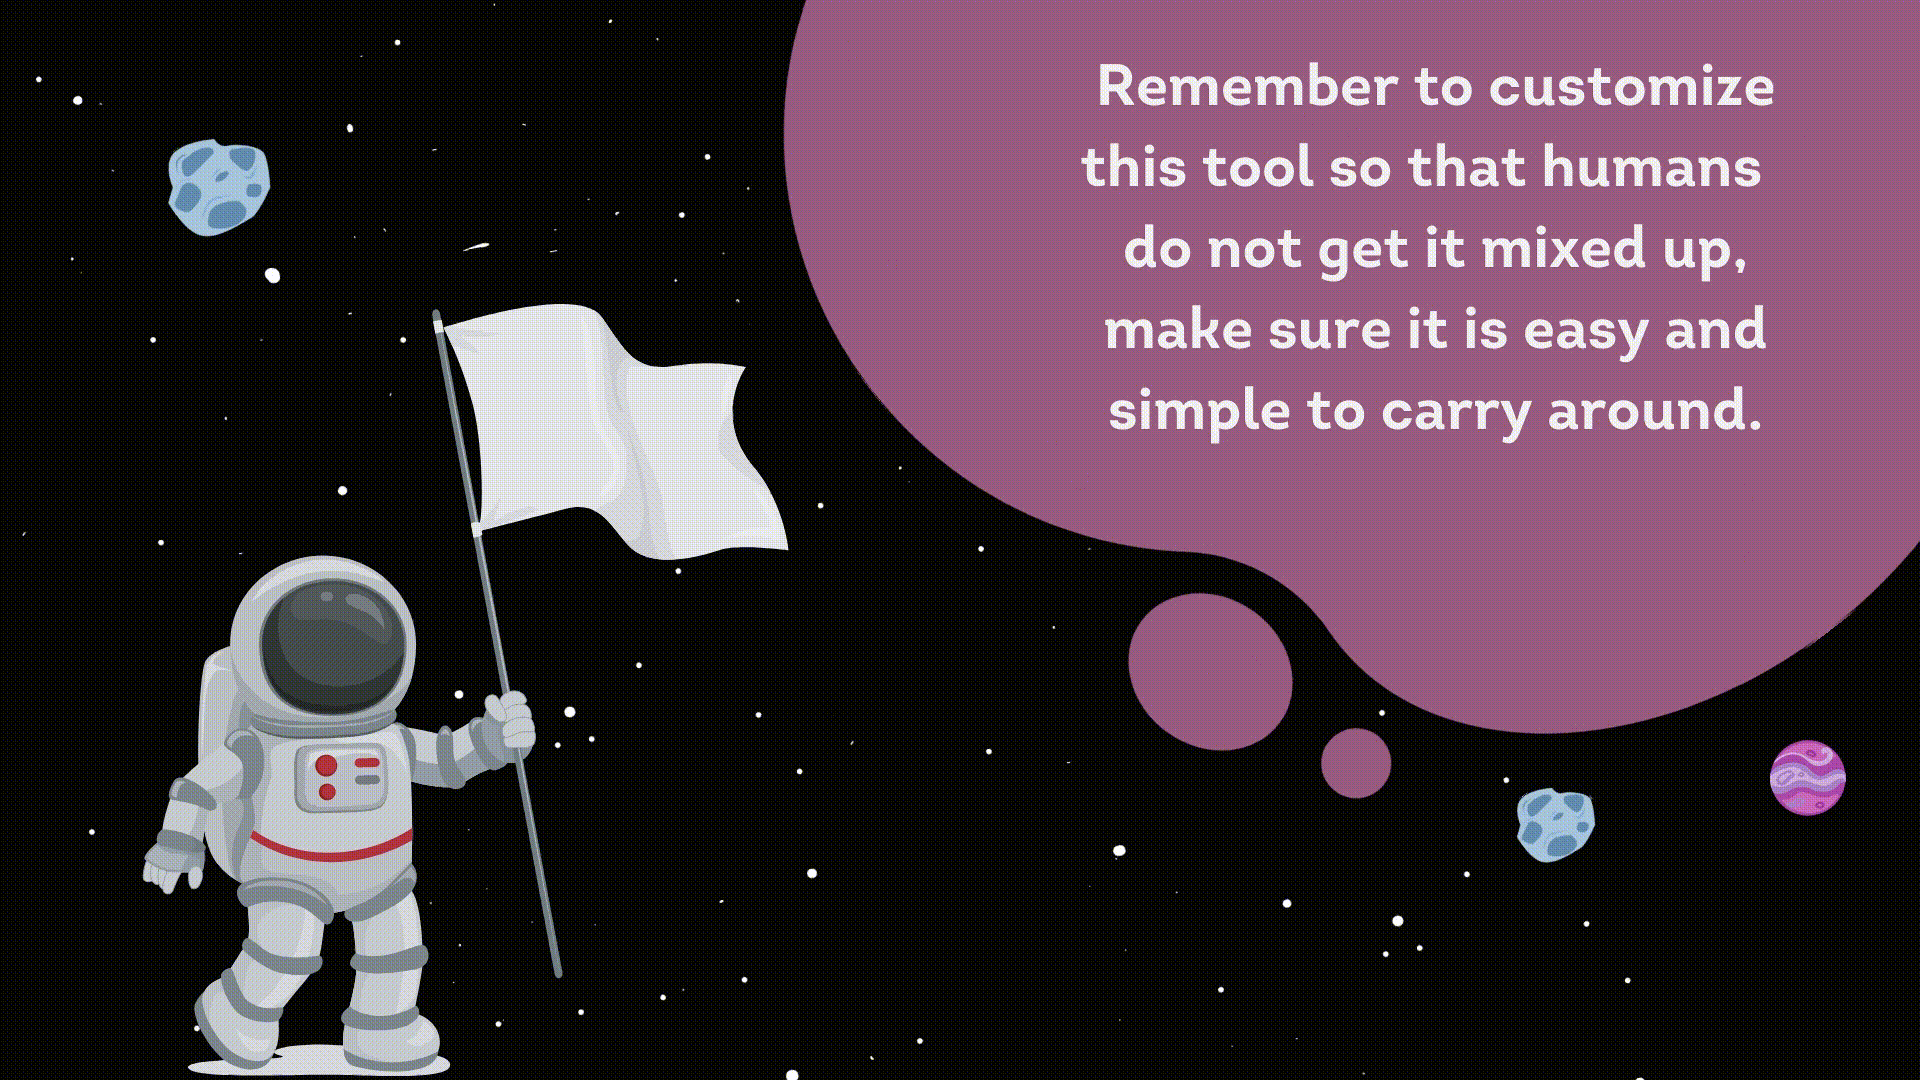 Remember to customize
this tool so that humans
do not get it mixed up,
make sure it is easy and
simple to carry around.